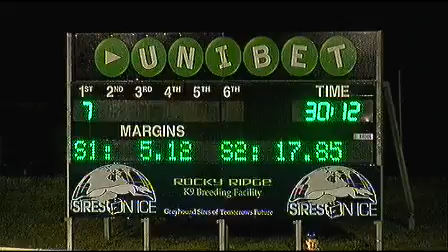 UNIBET
1ST 2ND 3RD 4TH 5TH 6TH TIME
7 30:12
MARGINS
S1: 5.12 S2: 17.85
ROCKY RIDGE
K9 Breeding Facility
SIRES ON ICE SIRES ON ICE
Greyhound Sires of Tomorrows Future